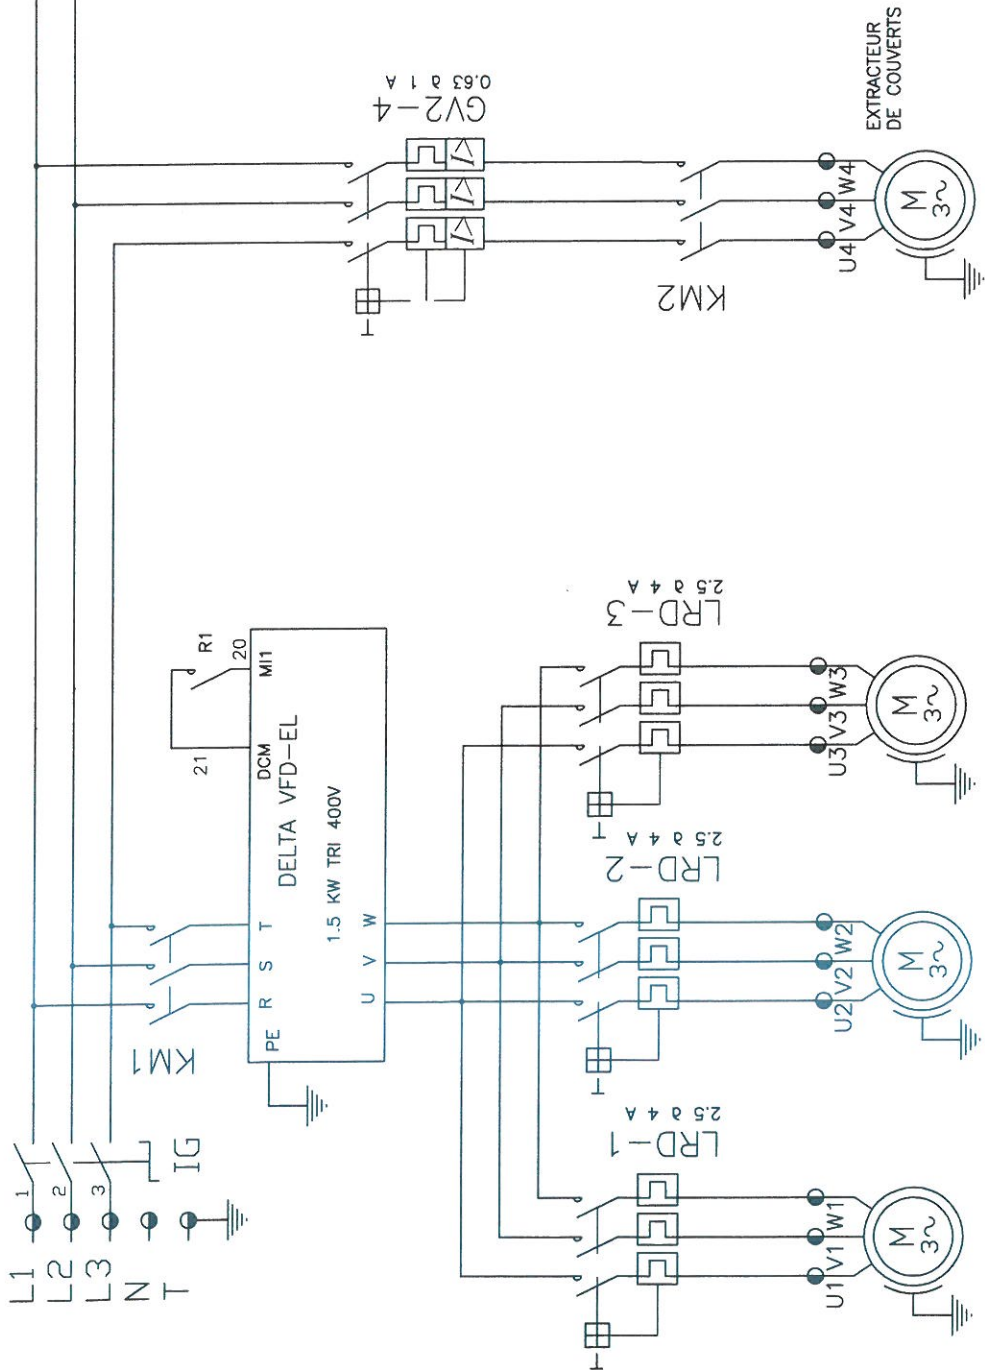 L1
L2
L3
N
T
1
2
3
IG
KM1
PE
R
S
T
DELTA VFD-EL
1.5 KW TRI 400V
DCM
MI1
21
20
R1
U
V
W
LRD-1
2.5 à 4 A
U1
V1
W1
M
3~
LRD-2
2.5 à 4 A
U2
V2
W2
M
3~
LRD-3
2.5 à 4 A
U3
V3
W3
M
3~
GV2-4
0.63 à 1 A
I>
I>
I>
KM2
U4
V4
W4
M
3~
EXTRACTEUR
DE COUVERTS